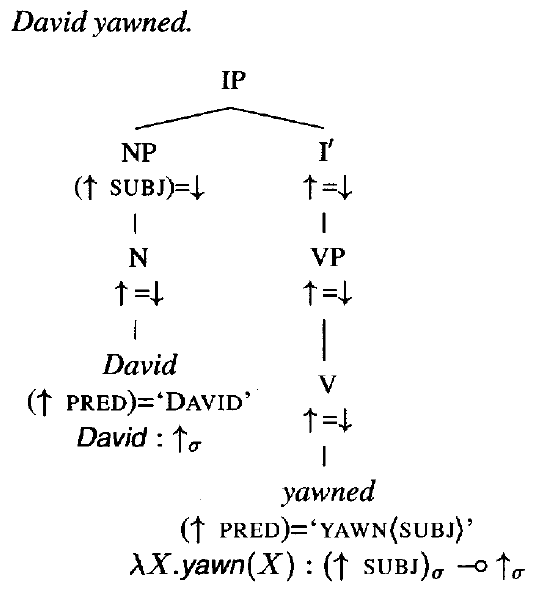 David yawned.
IP
NP I′
(↑ SUBJ)=↓ ↑=↓
N VP
↑=↓ ↑=↓
David
(↑ PRED)=‘DAVID’
V
David : ↑σ
↑=↓
yawned
(↑ PRED)=‘YAWN⟨SUBJ⟩’
λX.yawn(X) : (↑ SUBJ)σ ⊸ ↑σ